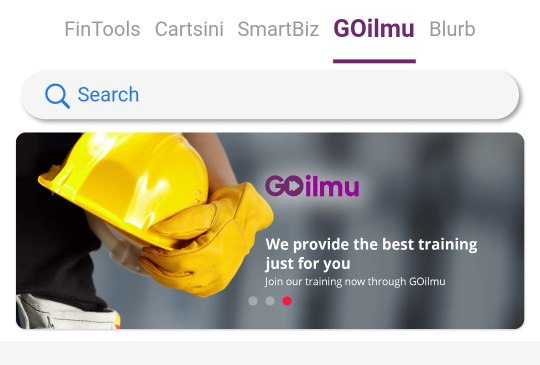 FinTools Cartsini SmartBiz GOilmu Blurb
Search
GOilmu
We provide the best training
just for you
Join our training now through GOilmu